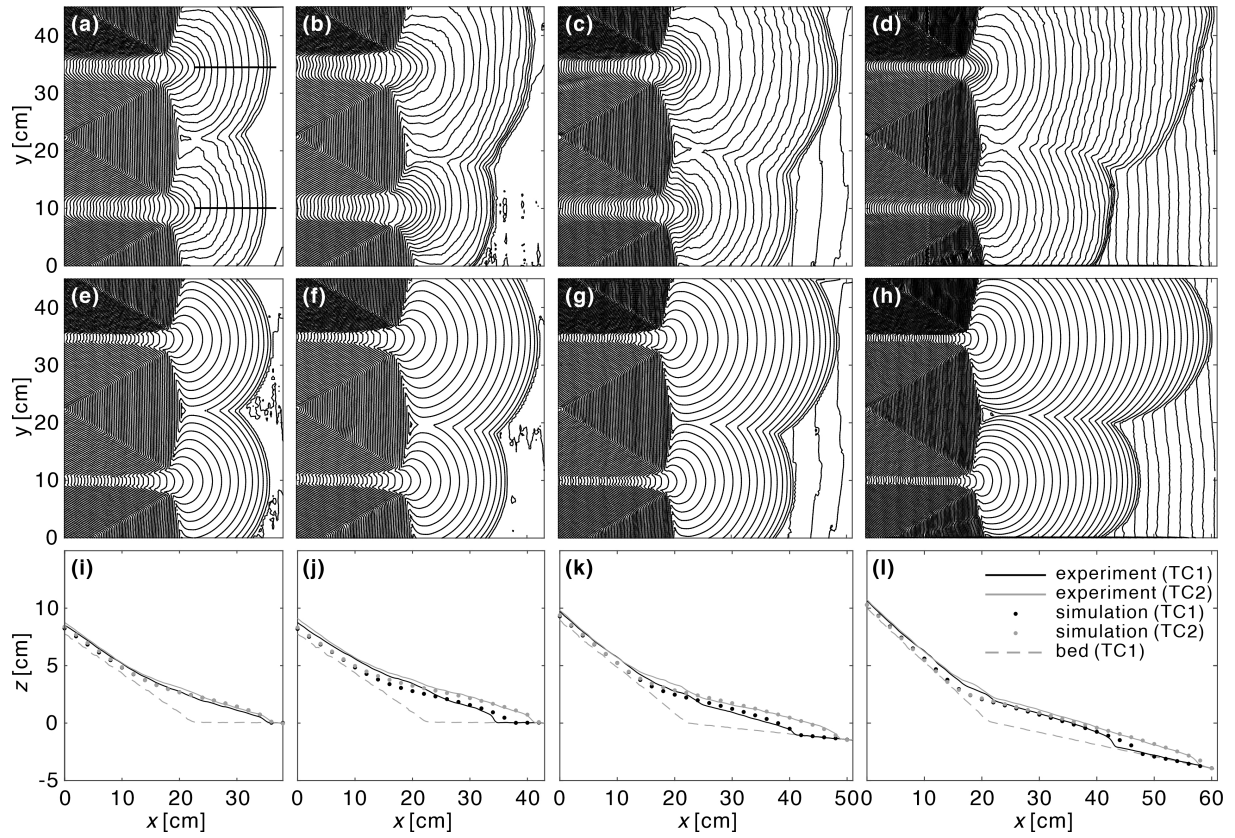 (a) (b) (c) (d)
40
30
20
10
0
y [cm]
(e) (f) (g) (h)
40
30
20
10
0
y [cm]
(i) (j) (k) (l)
experiment (TC1)
experiment (TC2)
simulation (TC1)
simulation (TC2)
bed (TC1)
10
5
0
-5
z [cm]
0 10 20 30 0 10 20 30 40 0 10 20 30 40 50 0 10 20 30 40 50 60
x [cm] x [cm] x [cm] x [cm]